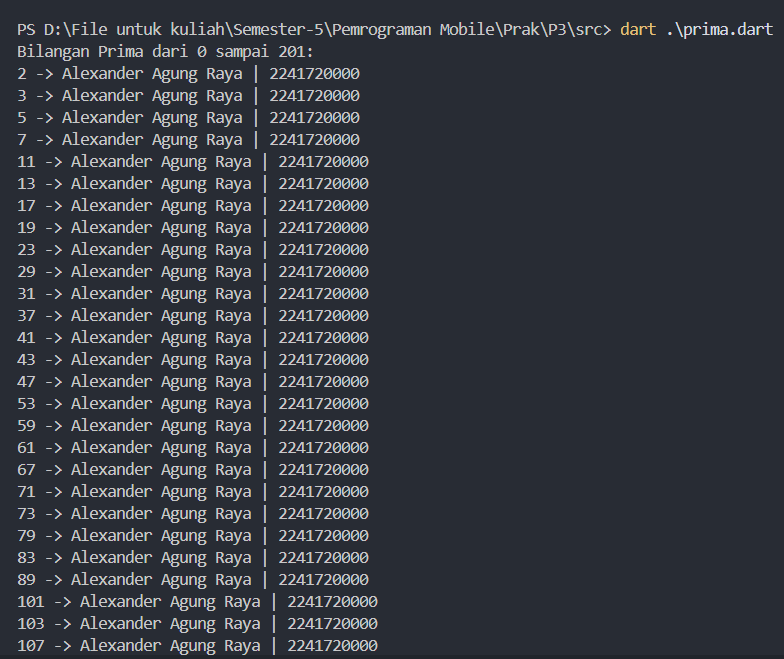 PS D:\File untuk kuliah\Semester-5\Pemrograman Mobile\Prak\P3\src> dart .\prima.dart
Bilangan Prima dari 0 sampai 201:
2 -> Alexander Agung Raya | 2241720000
3 -> Alexander Agung Raya | 2241720000
5 -> Alexander Agung Raya | 2241720000
7 -> Alexander Agung Raya | 2241720000
11 -> Alexander Agung Raya | 2241720000
13 -> Alexander Agung Raya | 2241720000
17 -> Alexander Agung Raya | 2241720000
19 -> Alexander Agung Raya | 2241720000
23 -> Alexander Agung Raya | 2241720000
29 -> Alexander Agung Raya | 2241720000
31 -> Alexander Agung Raya | 2241720000
37 -> Alexander Agung Raya | 2241720000
41 -> Alexander Agung Raya | 2241720000
43 -> Alexander Agung Raya | 2241720000
47 -> Alexander Agung Raya | 2241720000
53 -> Alexander Agung Raya | 2241720000
59 -> Alexander Agung Raya | 2241720000
61 -> Alexander Agung Raya | 2241720000
67 -> Alexander Agung Raya | 2241720000
71 -> Alexander Agung Raya | 2241720000
73 -> Alexander Agung Raya | 2241720000
79 -> Alexander Agung Raya | 2241720000
83 -> Alexander Agung Raya | 2241720000
89 -> Alexander Agung Raya | 2241720000
101 -> Alexander Agung Raya | 2241720000
103 -> Alexander Agung Raya | 2241720000
107 -> Alexander Agung Raya | 2241720000